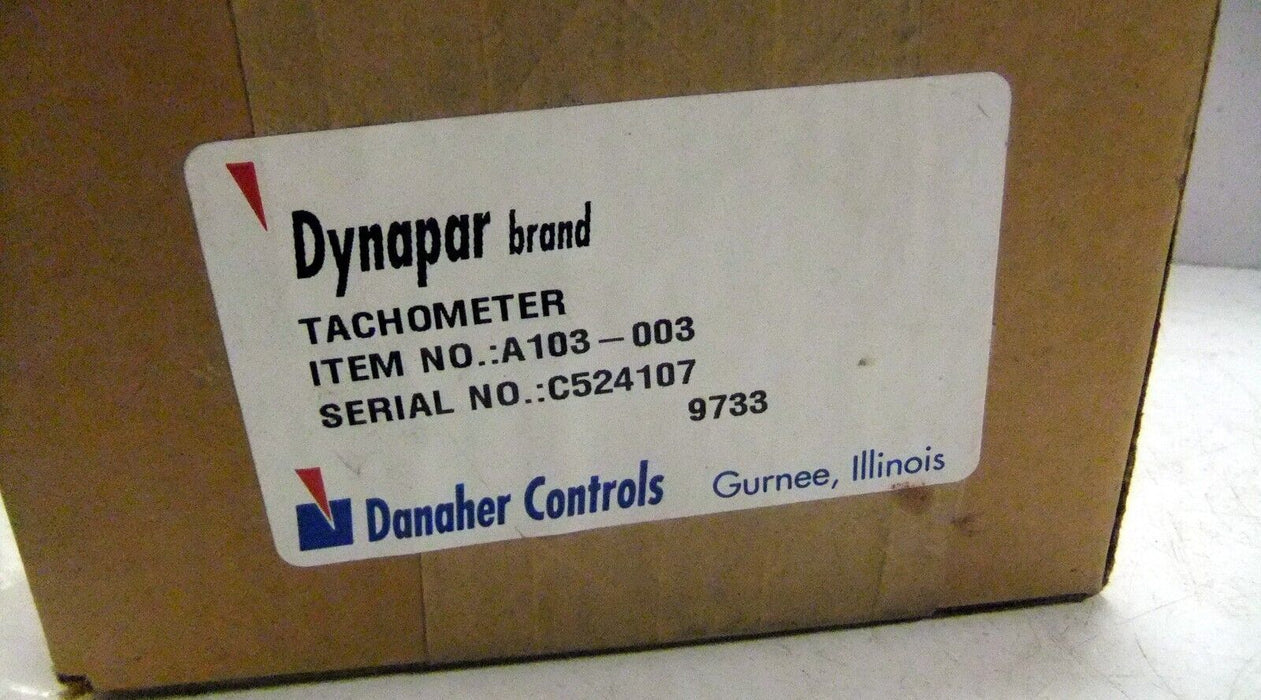 Dynapar brand
TACHOMETER
ITEM NO.:A103-003
SERIAL NO.:C524107
9733
Danaher Controls Gurnee, Illinois